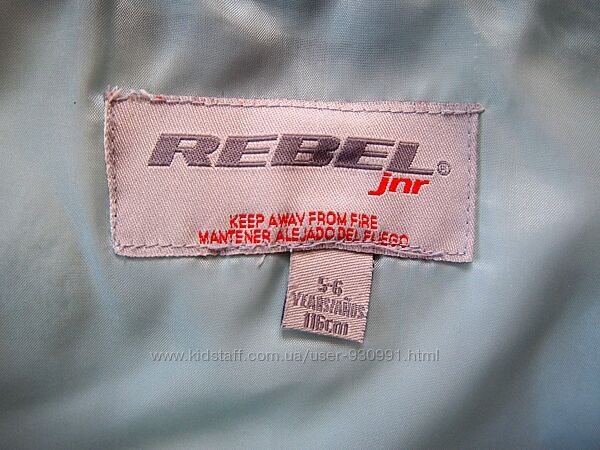 REBEL®
jnr
KEEP AWAY FROM FIRE
MANTENER ALEJADO DEL FUEGO
5-6
YEARS/AÑOS
116cm
www.kidstaff.com.ua/user-930991.html